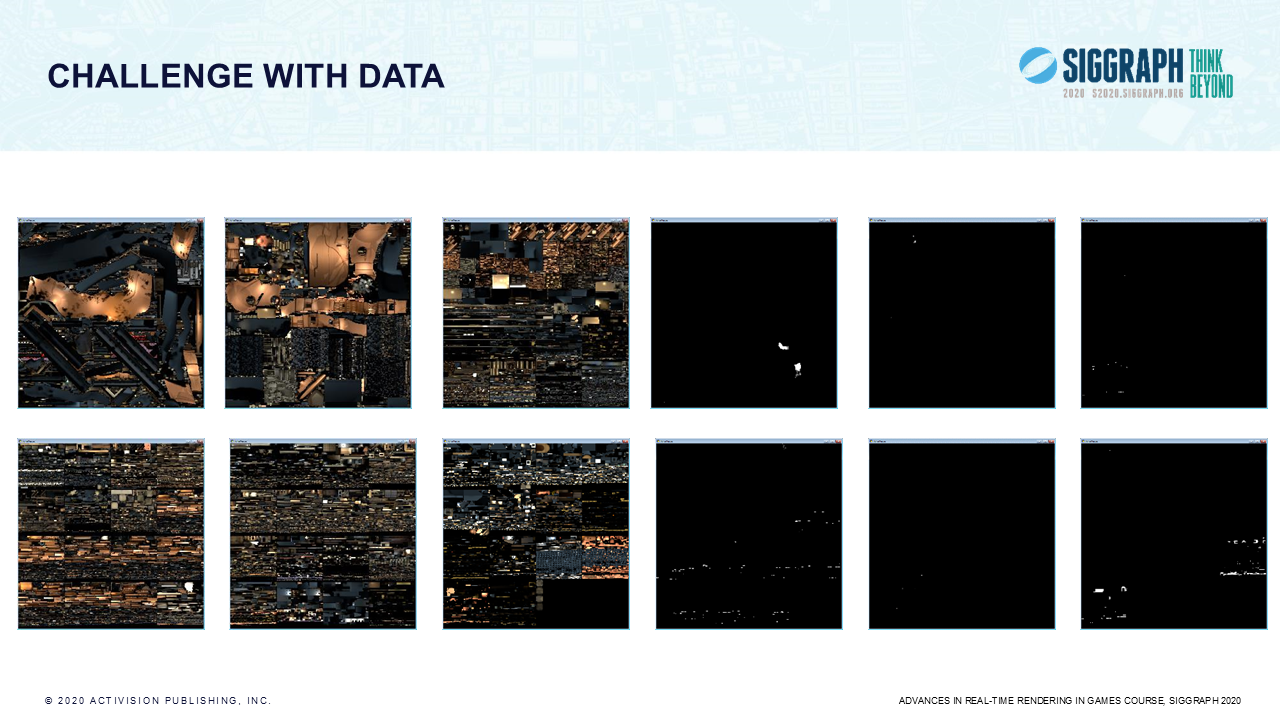 CHALLENGE WITH DATA
SIGGRAPH
THINK
BEYOND
2020 S2020.SIGGRAPH.ORG
© 2020 ACTIVISION PUBLISHING, INC.
ADVANCES IN REAL-TIME RENDERING IN GAMES COURSE, SIGGRAPH 2020